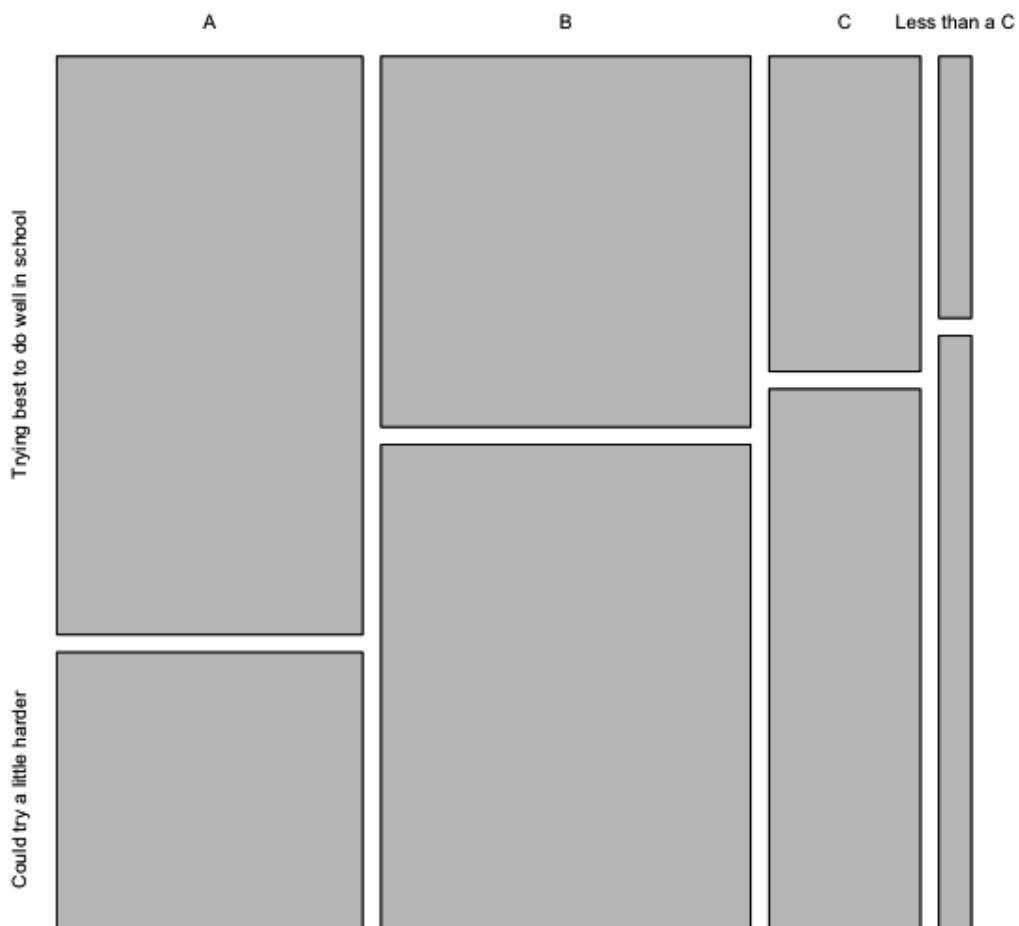 A
B
C
Less than a C
Trying best to do well in school
Could try a little harder